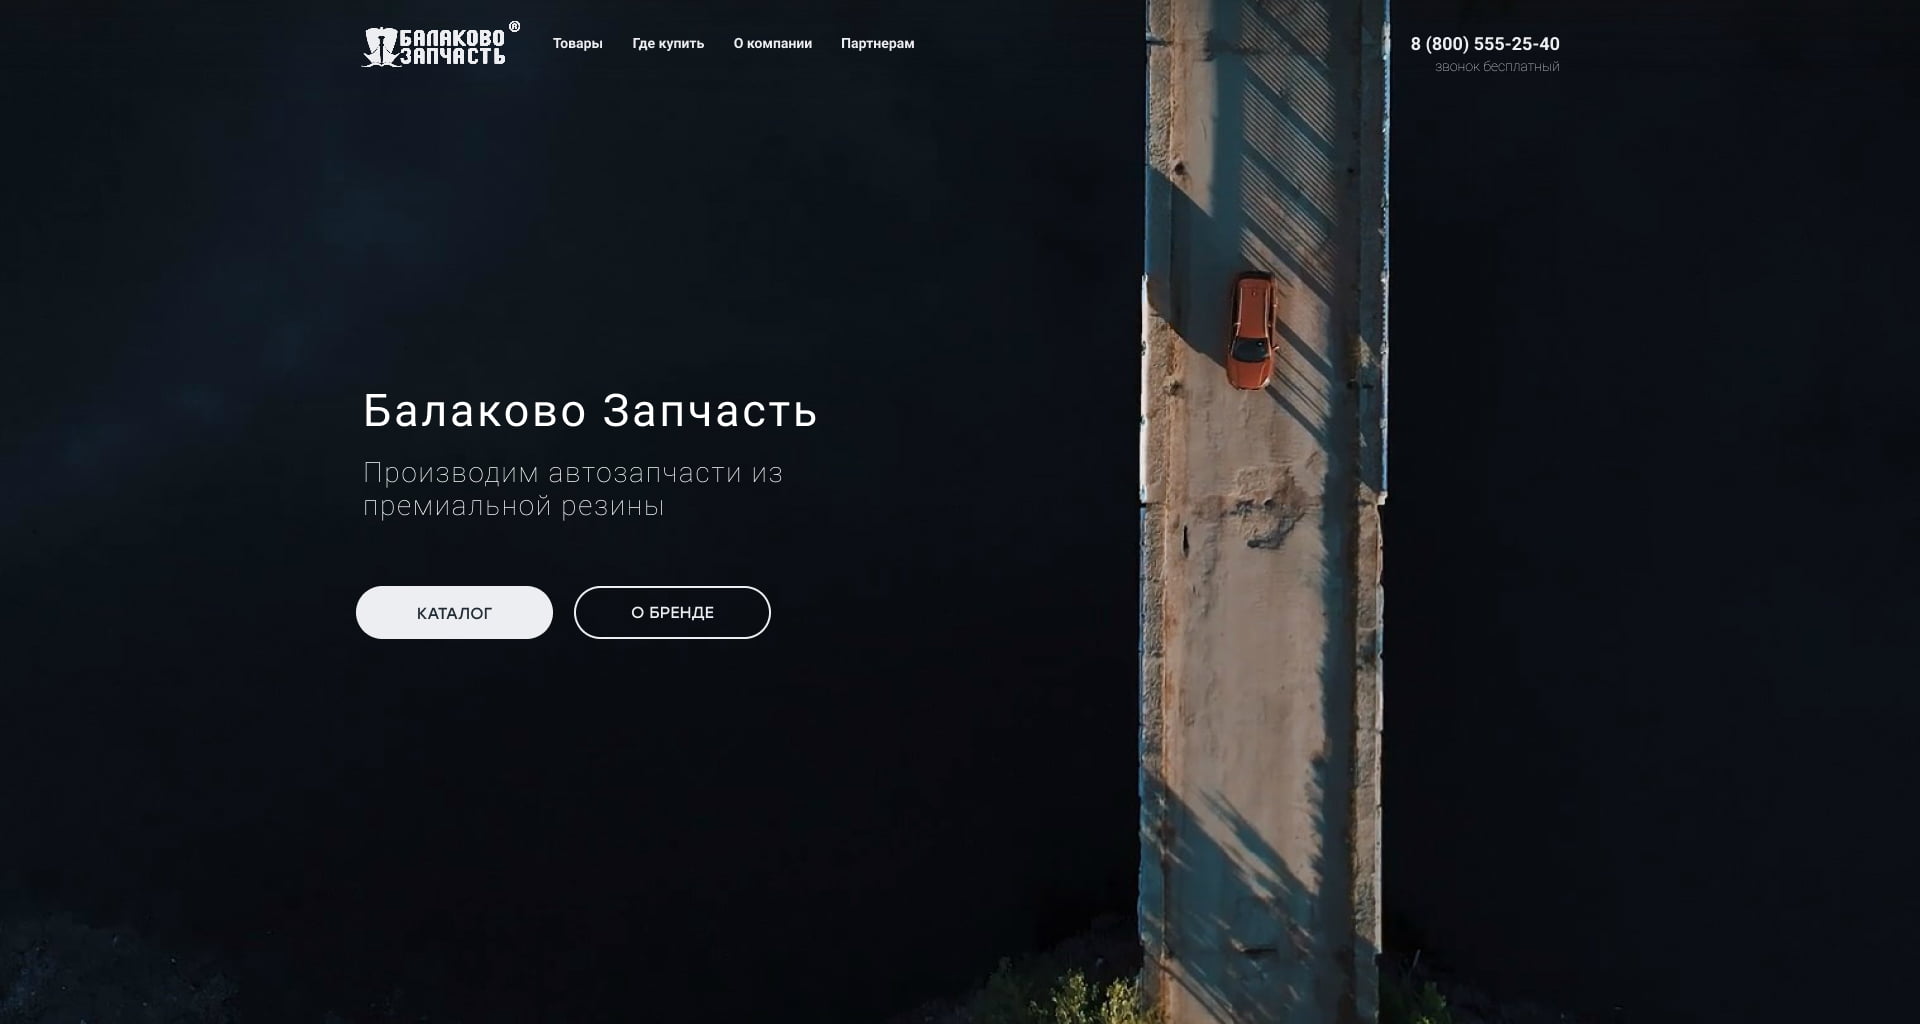 БАЛАКОВО ®
ЗАПЧАСТЬ
Товары Где купить О компании Партнерам
8 (800) 555-25-40
звонок бесплатный
Балаково Запчасть
Производим автозапчасти из
премиальной резины
КАТАЛОГ О БРЕНДЕ